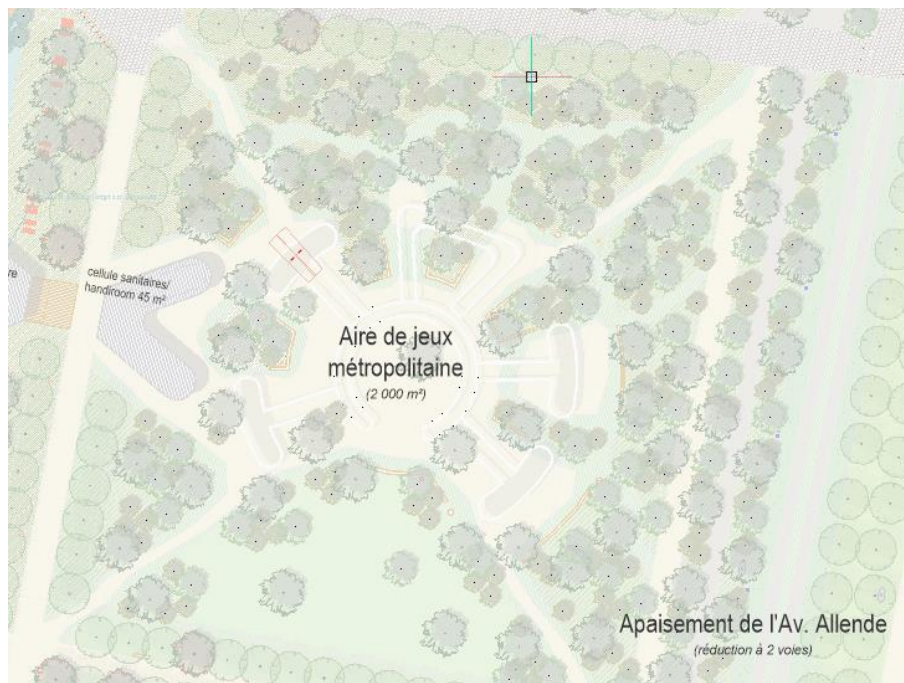 cellule sanitaires/
handiroom 45 m²
Aire de jeux
métropolitaine
(2 000 m²)
Apaisement de l'Av. Allende
(réduction à 2 voies)